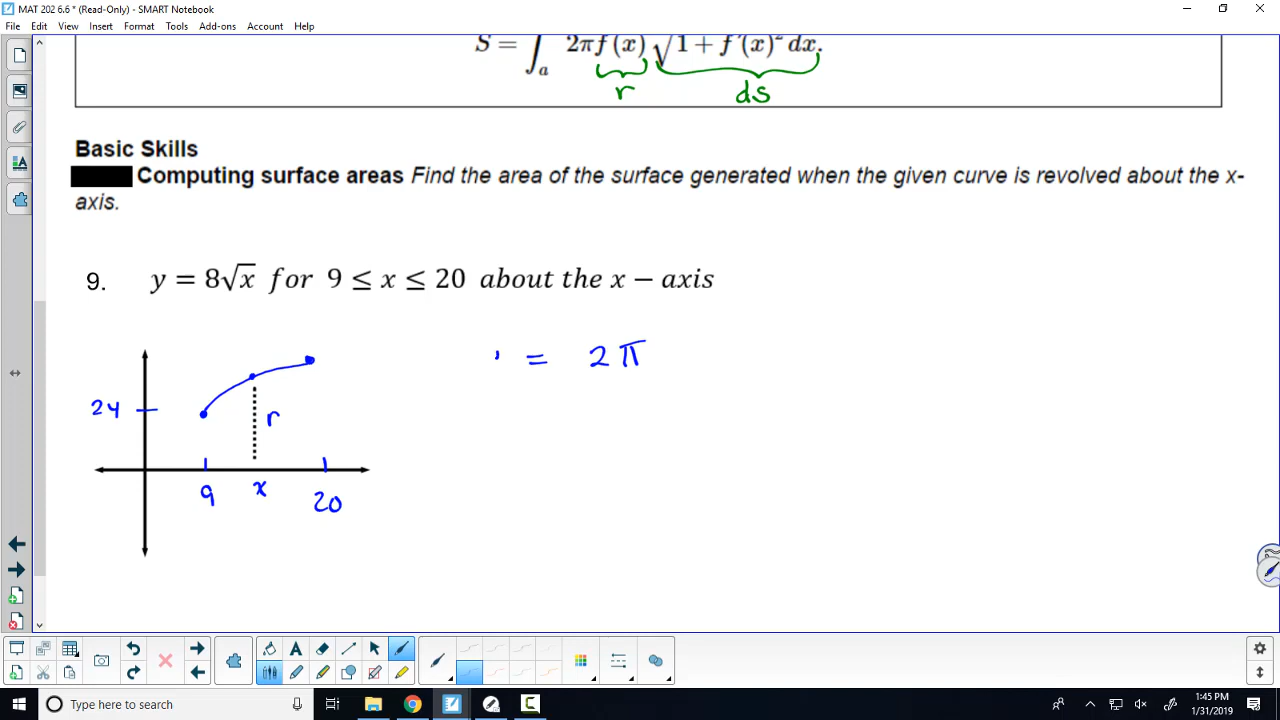 MAT 202 6.6 * (Read-Only) - SMART Notebook
File Edit View Insert Format Tools Add-ons Account Help
S = ∫a 2πf(x) √1 + f′(x)² dx.
r ds
Basic Skills
Computing surface areas Find the area of the surface generated when the given curve is revolved about the x-
axis.
9. y = 8√x for 9 ≤ x ≤ 20 about the x − axis
= 2π
24
r
9 x 20
A
Type here to search
1:45 PM
1/31/2019